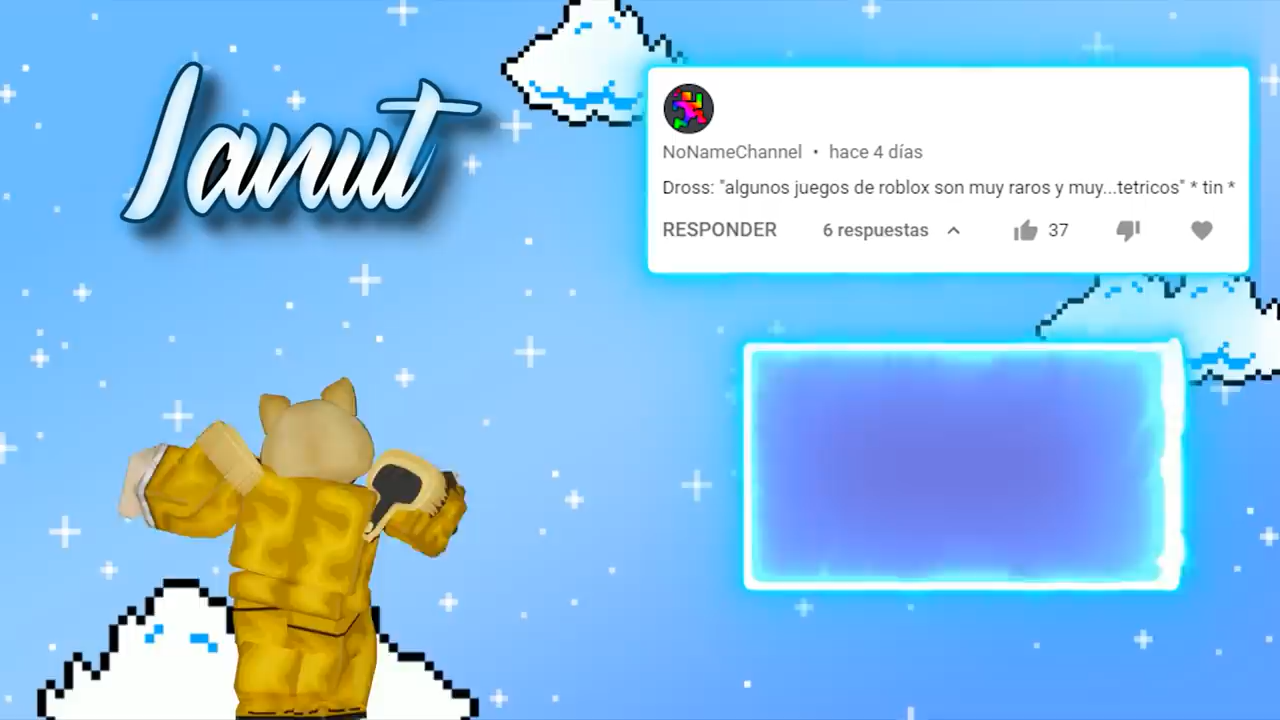 Ianut
NoNameChannel • hace 4 días
Dross: "algunos juegos de roblox son muy raros y muy...tetricos" * tin *
RESPONDER 6 respuestas 37